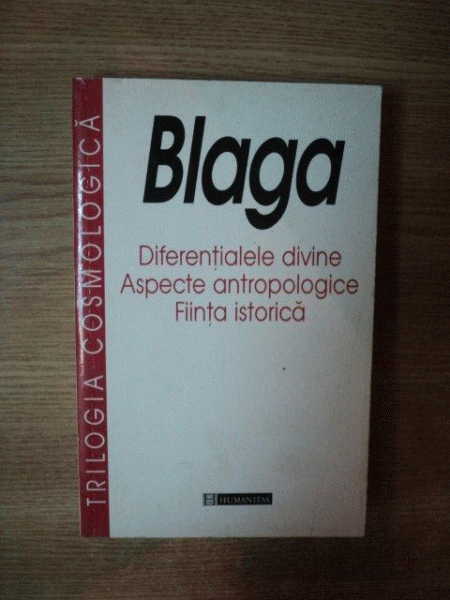 TRILOGIA COSMOLOGICĂ
Blaga
Diferențialele divine
Aspecte antropologice
Ființa istorică
HUMANITAS